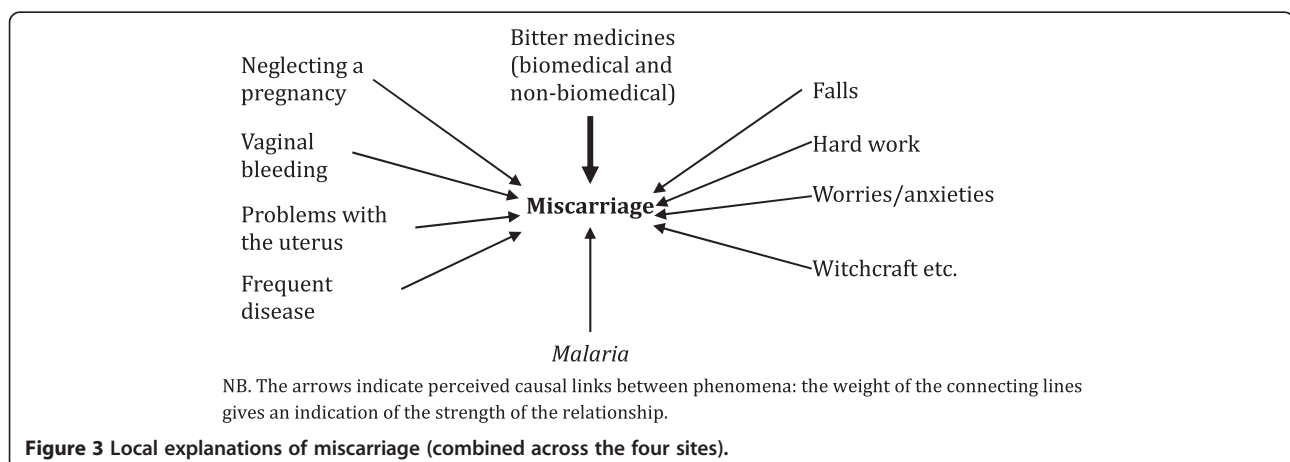 Bitter medicines
(biomedical and
non-biomedical)
Neglecting a
pregnancy
Vaginal
bleeding
Problems with
the uterus
Frequent
disease
Miscarriage
Falls
Hard work
Worries/anxieties
Witchcraft etc.
Malaria
NB. The arrows indicate perceived causal links between phenomena: the weight of the connecting lines
gives an indication of the strength of the relationship.
Figure 3 Local explanations of miscarriage (combined across the four sites).